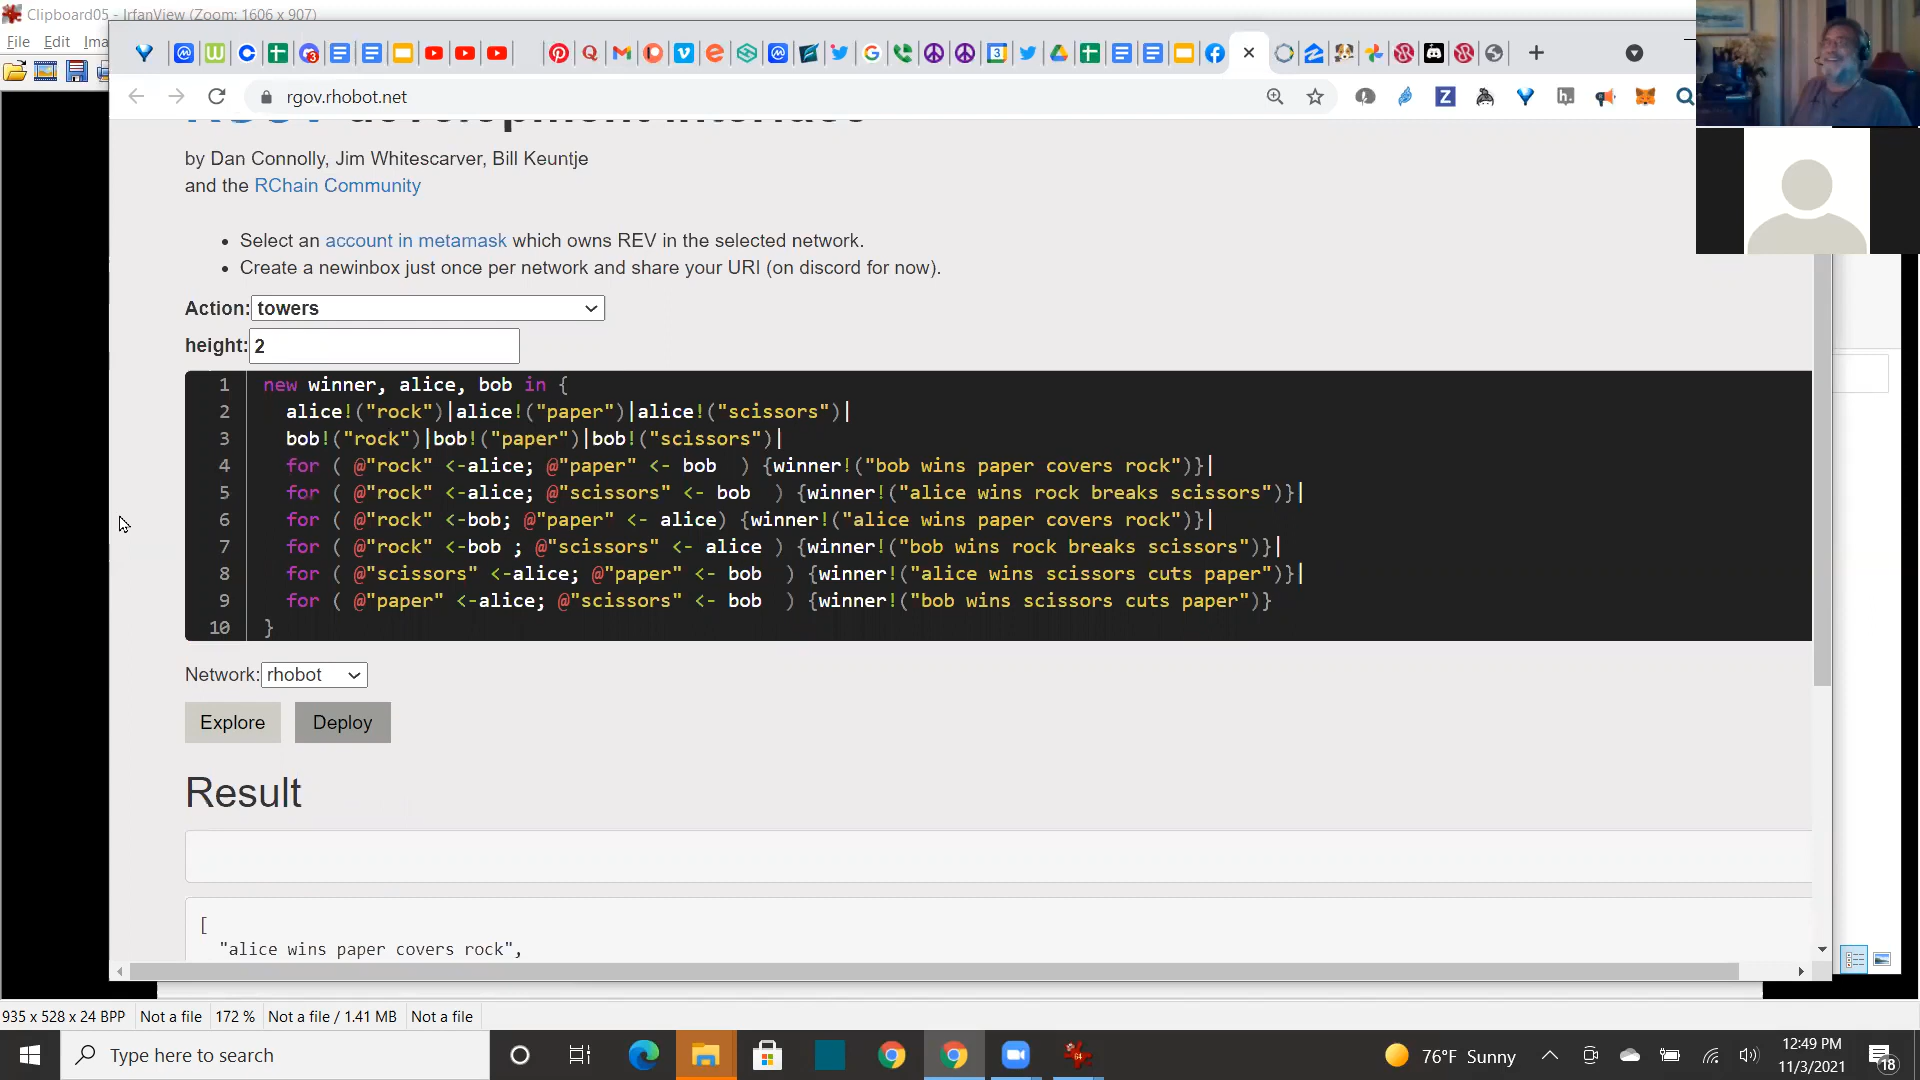 Clipboard05 - IrfanView (Zoom: 1606 x 907)
File Edit Ima
rgov.rhobot.net
by Dan Connolly, Jim Whitescarver, Bill Keuntje
and the RChain Community
Select an account in metamask which owns REV in the selected network.
Create a newinbox just once per network and share your URI (on discord for now).
Action: towers
height: 2
1 new winner, alice, bob in {
2 alice!("rock")|alice!("paper")|alice!("scissors")|
3 bob!("rock")|bob!("paper")|bob!("scissors")|
4 for ( @"rock" <-alice; @"paper" <- bob ) {winner!("bob wins paper covers rock")}|
5 for ( @"rock" <-alice; @"scissors" <- bob ) {winner!("alice wins rock breaks scissors")}|
6 for ( @"rock" <-bob; @"paper" <- alice) {winner!("alice wins paper covers rock")}|
7 for ( @"rock" <-bob ; @"scissors" <- alice ) {winner!("bob wins rock breaks scissors")}|
8 for ( @"scissors" <-alice; @"paper" <- bob ) {winner!("alice wins scissors cuts paper")}|
9 for ( @"paper" <-alice; @"scissors" <- bob ) {winner!("bob wins scissors cuts paper")}
10 }
Network: rhobot
Explore Deploy
Result
[
"alice wins paper covers rock",
935 x 528 x 24 BPP Not a file 172 % Not a file / 1.41 MB Not a file
Type here to search
76°F Sunny
12:49 PM
11/3/2021
18